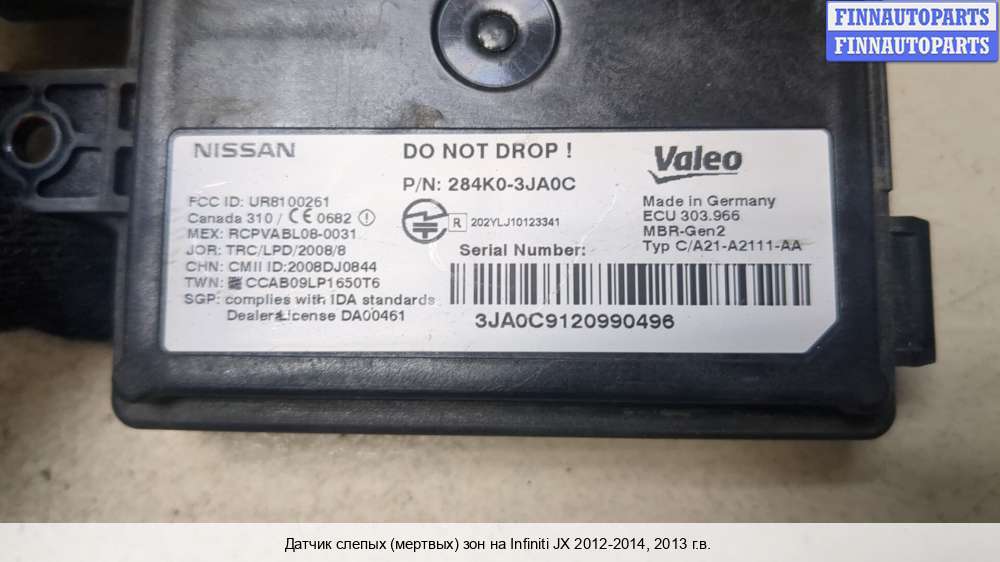 FINNAUTOPARTS
FINNAUTOPARTS
NISSAN
DO NOT DROP !
Valeo
P/N: 284K0-3JA0C
FCC ID: UR8100261
Canada 310 / CE 0682
MEX: RCPVABL08-0031
JOR: TRC/LPD/2008/8
CHN: CMII ID:2008DJ0844
TWN: CCAB09LP1650T6
SGP: complies with IDA standards
Dealer License DA00461
R 202YLJ10123341
Serial Number:
3JA0C9120990496
Made in Germany
ECU 303.966
MBR-Gen2
Typ C/A21-A2111-AA
Датчик слепых (мертвых) зон на Infiniti JX 2012-2014, 2013 г.в.